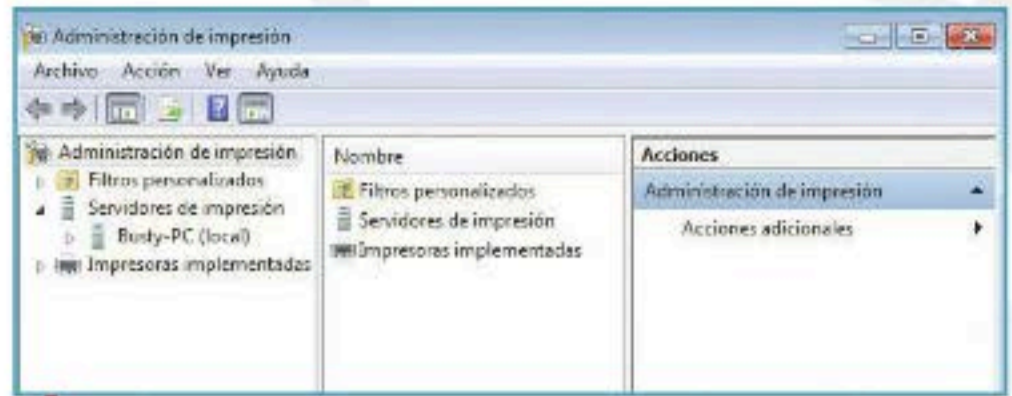 Administración de impresión
Archivo Acción Ver Ayuda
Administración de impresión
Filtros personalizados
Servidores de impresión
Busty-PC (local)
Impresoras implementadas
Nombre
Filtros personalizados
Servidores de impresión
Impresoras implementadas
Acciones
Administración de impresión
Acciones adicionales